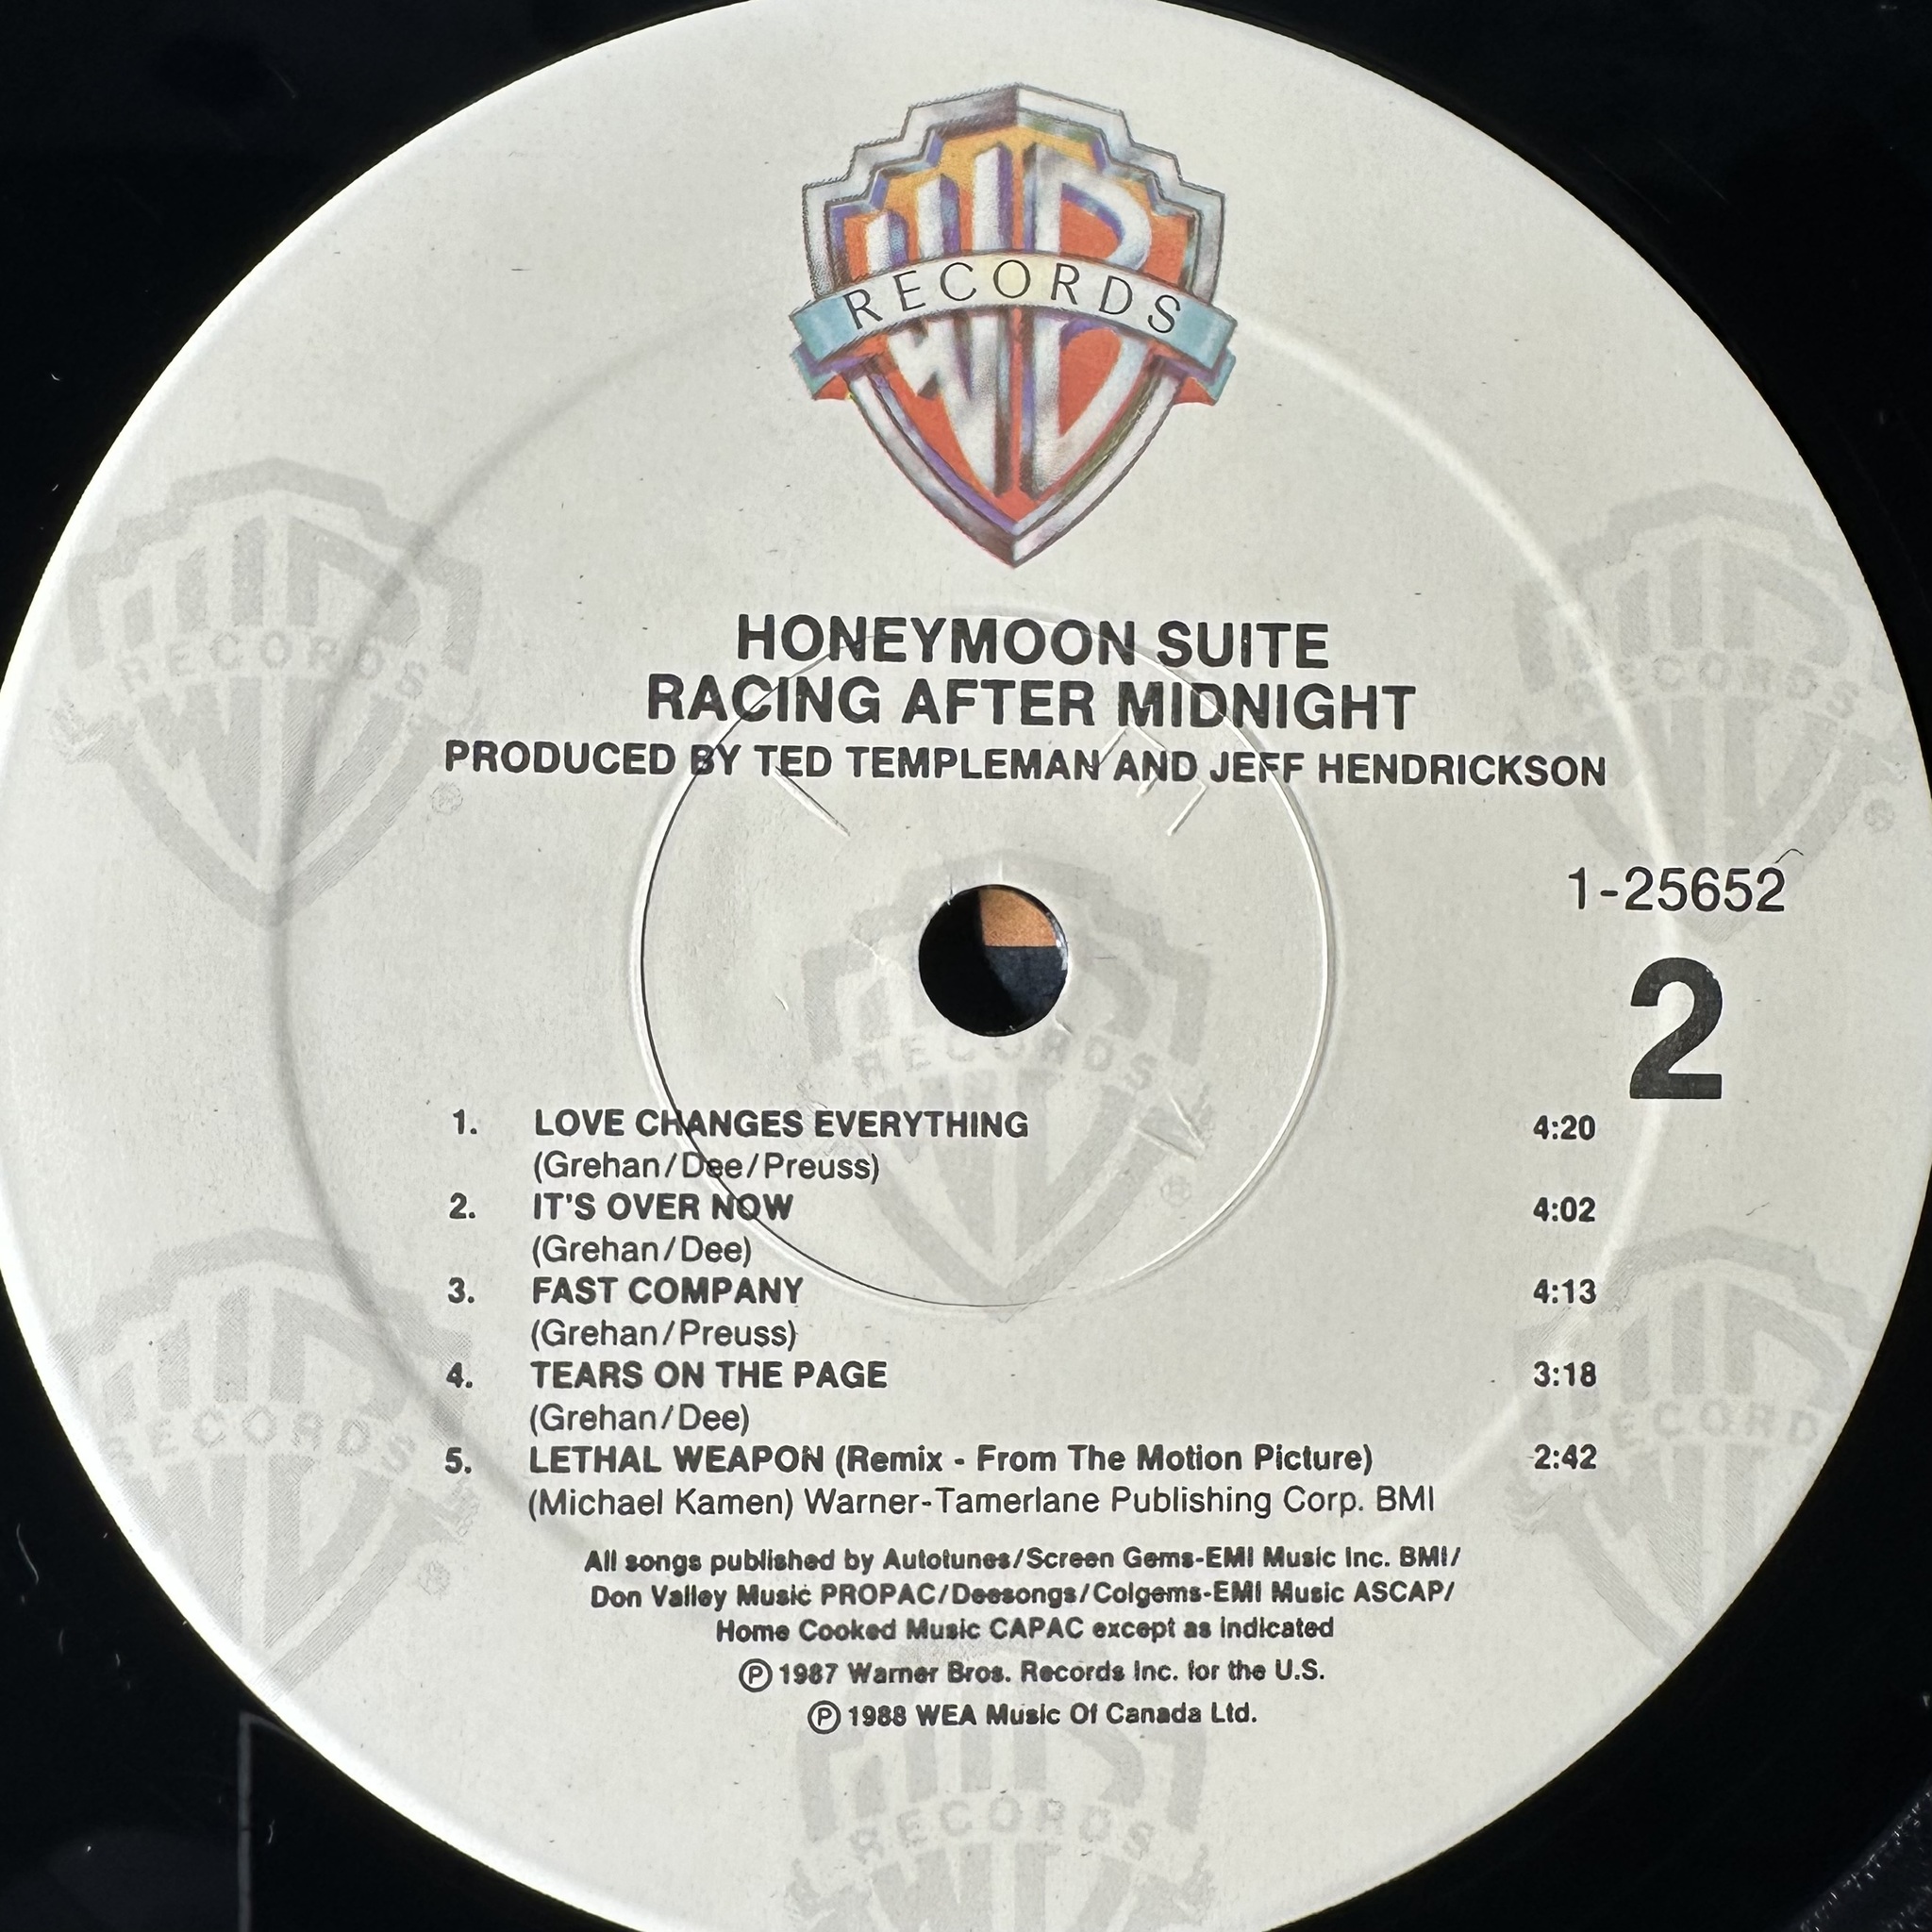 WB
RECORDS
HONEYMOON SUITE
RACING AFTER MIDNIGHT
PRODUCED BY TED TEMPLEMAN AND JEFF HENDRICKSON
1-25652
2
1. LOVE CHANGES EVERYTHING 4:20
(Grehan/Dee/Preuss)
2. IT'S OVER NOW 4:02
(Grehan/Dee)
3. FAST COMPANY 4:13
(Grehan/Preuss)
4. TEARS ON THE PAGE 3:18
(Grehan/Dee)
5. LETHAL WEAPON (Remix - From The Motion Picture) 2:42
(Michael Kamen) Warner-Tamerlane Publishing Corp. BMI
All songs published by Autotunes/Screen Gems-EMI Music Inc. BMI/
Don Valley Music PROPAC/Deesongs/Colgems-EMI Music ASCAP/
Home Cooked Music CAPAC except as indicated
Ⓟ 1987 Warner Bros. Records Inc. for the U.S.
Ⓟ 1988 WEA Music Of Canada Ltd.